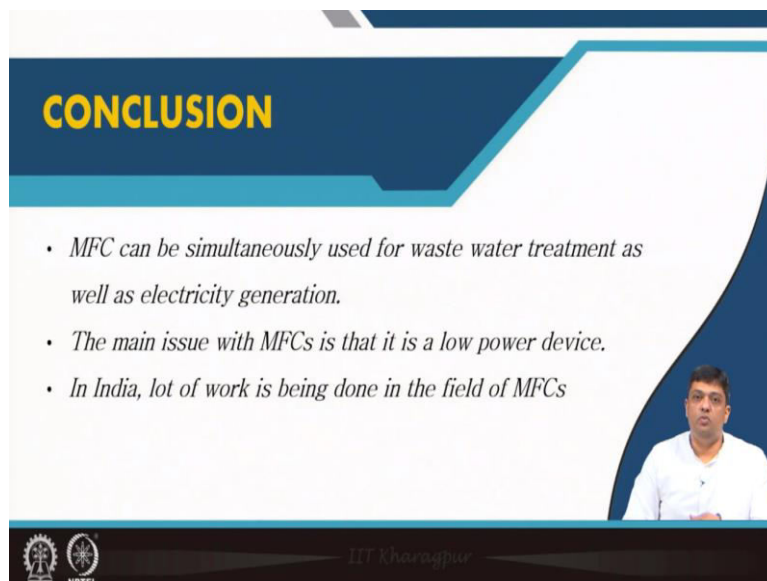 CONCLUSION
• MFC can be simultaneously used for waste water treatment as
well as electricity generation.
• The main issue with MFCs is that it is a low power device.
• In India, lot of work is being done in the field of MFCs
IIT Kharagpur
NPTEL